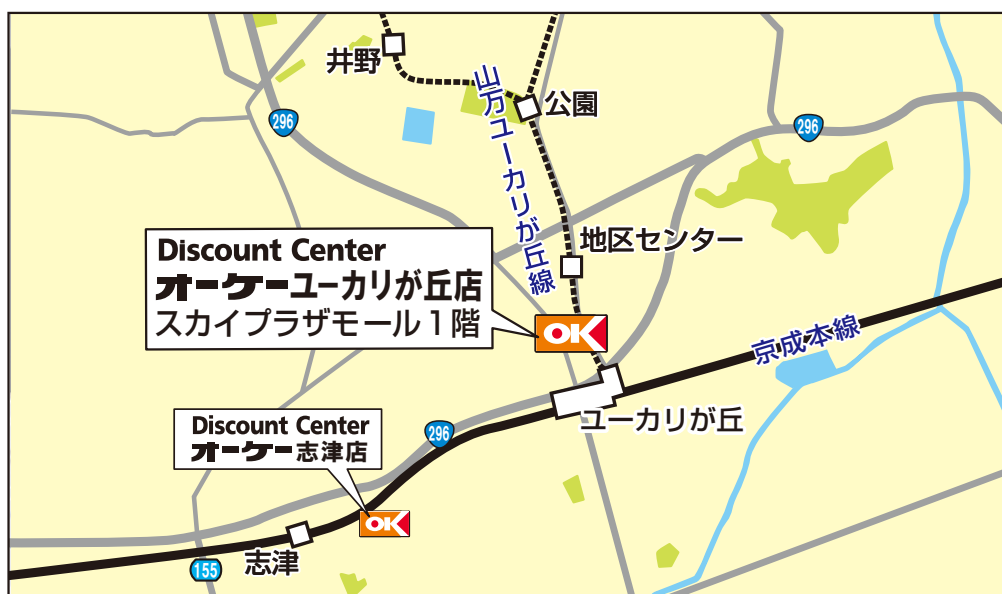 井野
公園
山万ユーカリが丘線
296
296
地区センター
Discount Center
オーケーユーカリが丘店
スカイプラザモール1階
OK
京成本線
ユーカリが丘
Discount Center
オーケー志津店
296
OK
志津
155